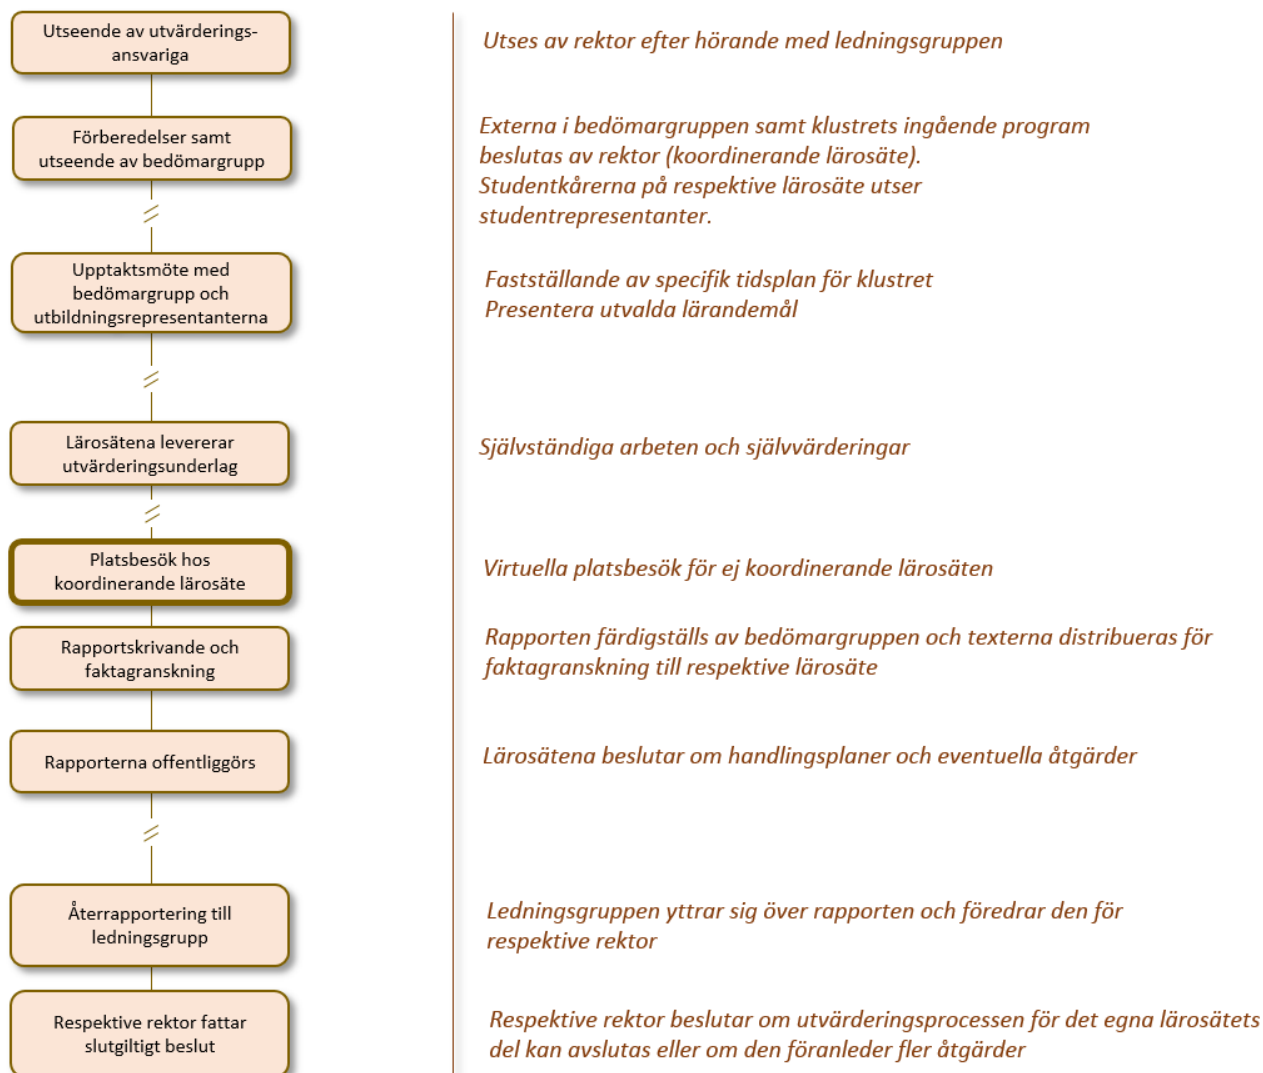 Utseende av utvärderings-
ansvariga
Utses av rektor efter hörande med ledningsgruppen
Förberedelser samt
utseende av bedömargrupp
Externa i bedömargruppen samt klustrets ingående program
beslutas av rektor (koordinerande lärosäte).
Studentkårerna på respektive lärosäte utser
studentrepresentanter.
Upptaktsmöte med
bedömargrupp och
utbildningsrepresentanterna
Fastställande av specifik tidsplan för klustret
Presentera utvalda lärandemål
Lärosätena levererar
utvärderingsunderlag
Självständiga arbeten och självvärderingar
Platsbesök hos
koordinerande lärosäte
Virtuella platsbesök för ej koordinerande lärosäten
Rapportskrivande och
faktagranskning
Rapporten färdigställs av bedömargruppen och texterna distribueras för
faktagranskning till respektive lärosäte
Rapporterna offentliggörs
Lärosätena beslutar om handlingsplaner och eventuella åtgärder
Återrapportering till
ledningsgrupp
Ledningsgruppen yttrar sig över rapporten och föredrar den för
respektive rektor
Respektive rektor fattar
slutgiltigt beslut
Respektive rektor beslutar om utvärderingsprocessen för det egna lärosätets
del kan avslutas eller om den föranleder fler åtgärder